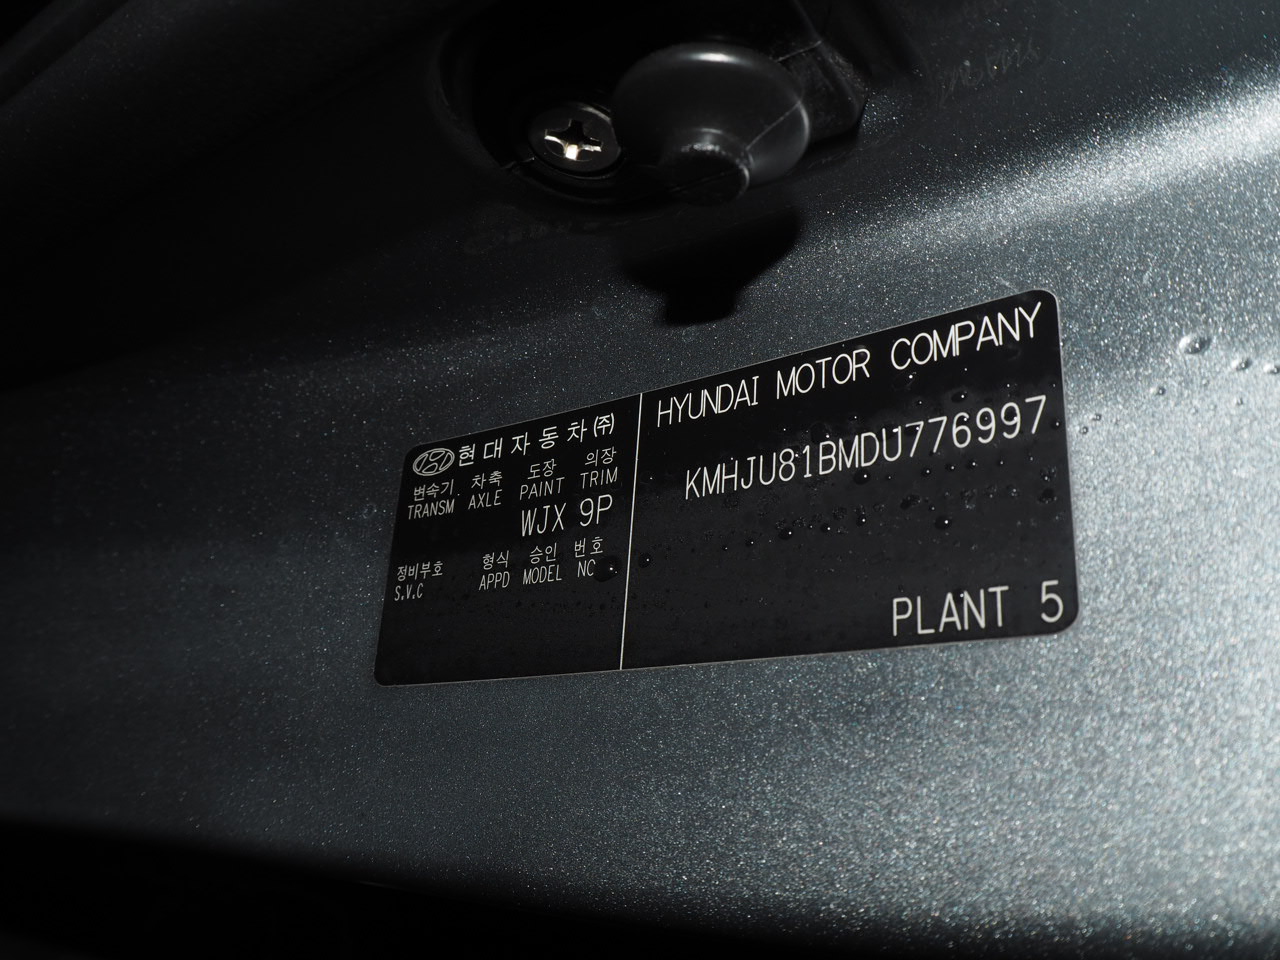 현대자동차㈜
변속기 차축 도장 의장
TRANSM AXLE PAINT TRIM
WJX 9P
정비부호 형식 승인 번호
S.V.C APPD MODEL NO
HYUNDAI MOTOR COMPANY
KMHJU81BMDU776997
PLANT 5